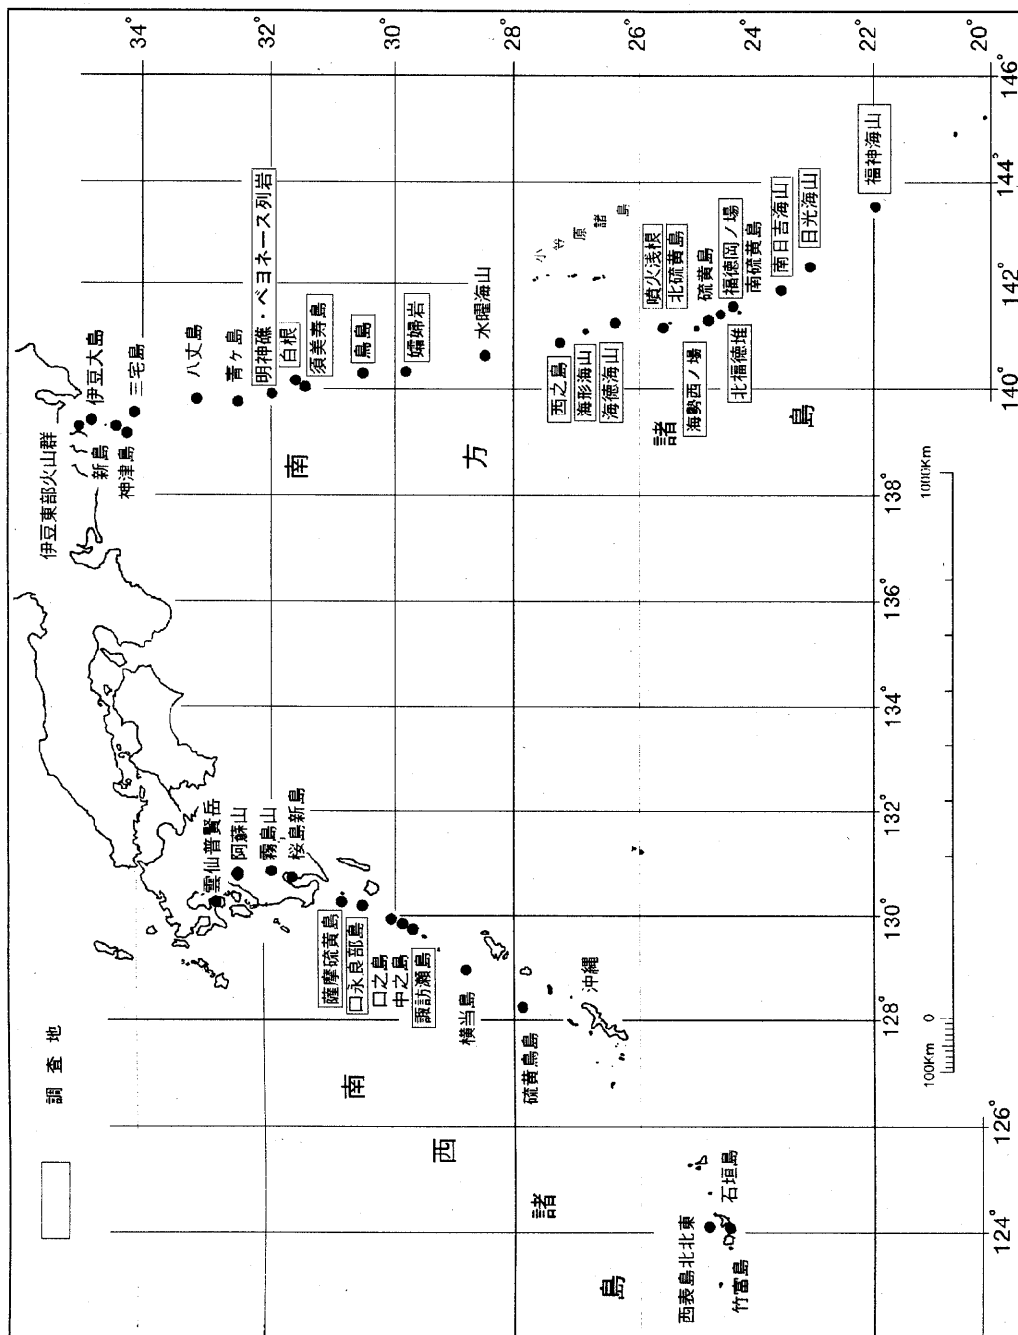 調査地
伊豆東部火山群
伊豆大島
新島
神津島
三宅島
八丈島
青ヶ島
明神礁・ベヨネース列岩
白根
須美寿島
鳥島
孀婦岩
水曜海山
小笠原諸島
西之島
海形海山
海徳海山
噴火浅根
北硫黄島
海勢西ノ場
硫黄島
北福徳堆
福徳岡ノ場
南硫黄島
南日吉海山
日光海山
福神海山
南方諸島
雲仙普賢岳
阿蘇山
霧島山
桜島新島
薩摩硫黄島
口永良部島
口之島
中之島
諏訪瀬島
横当島
硫黄鳥島
沖縄
南西諸島
西表島北北東
石垣島
竹富島
34°
32°
30°
28°
26°
24°
22°
20°
124°
126°
128°
130°
132°
134°
136°
138°
140°
142°
144°
146°
100Km
0
1000Km